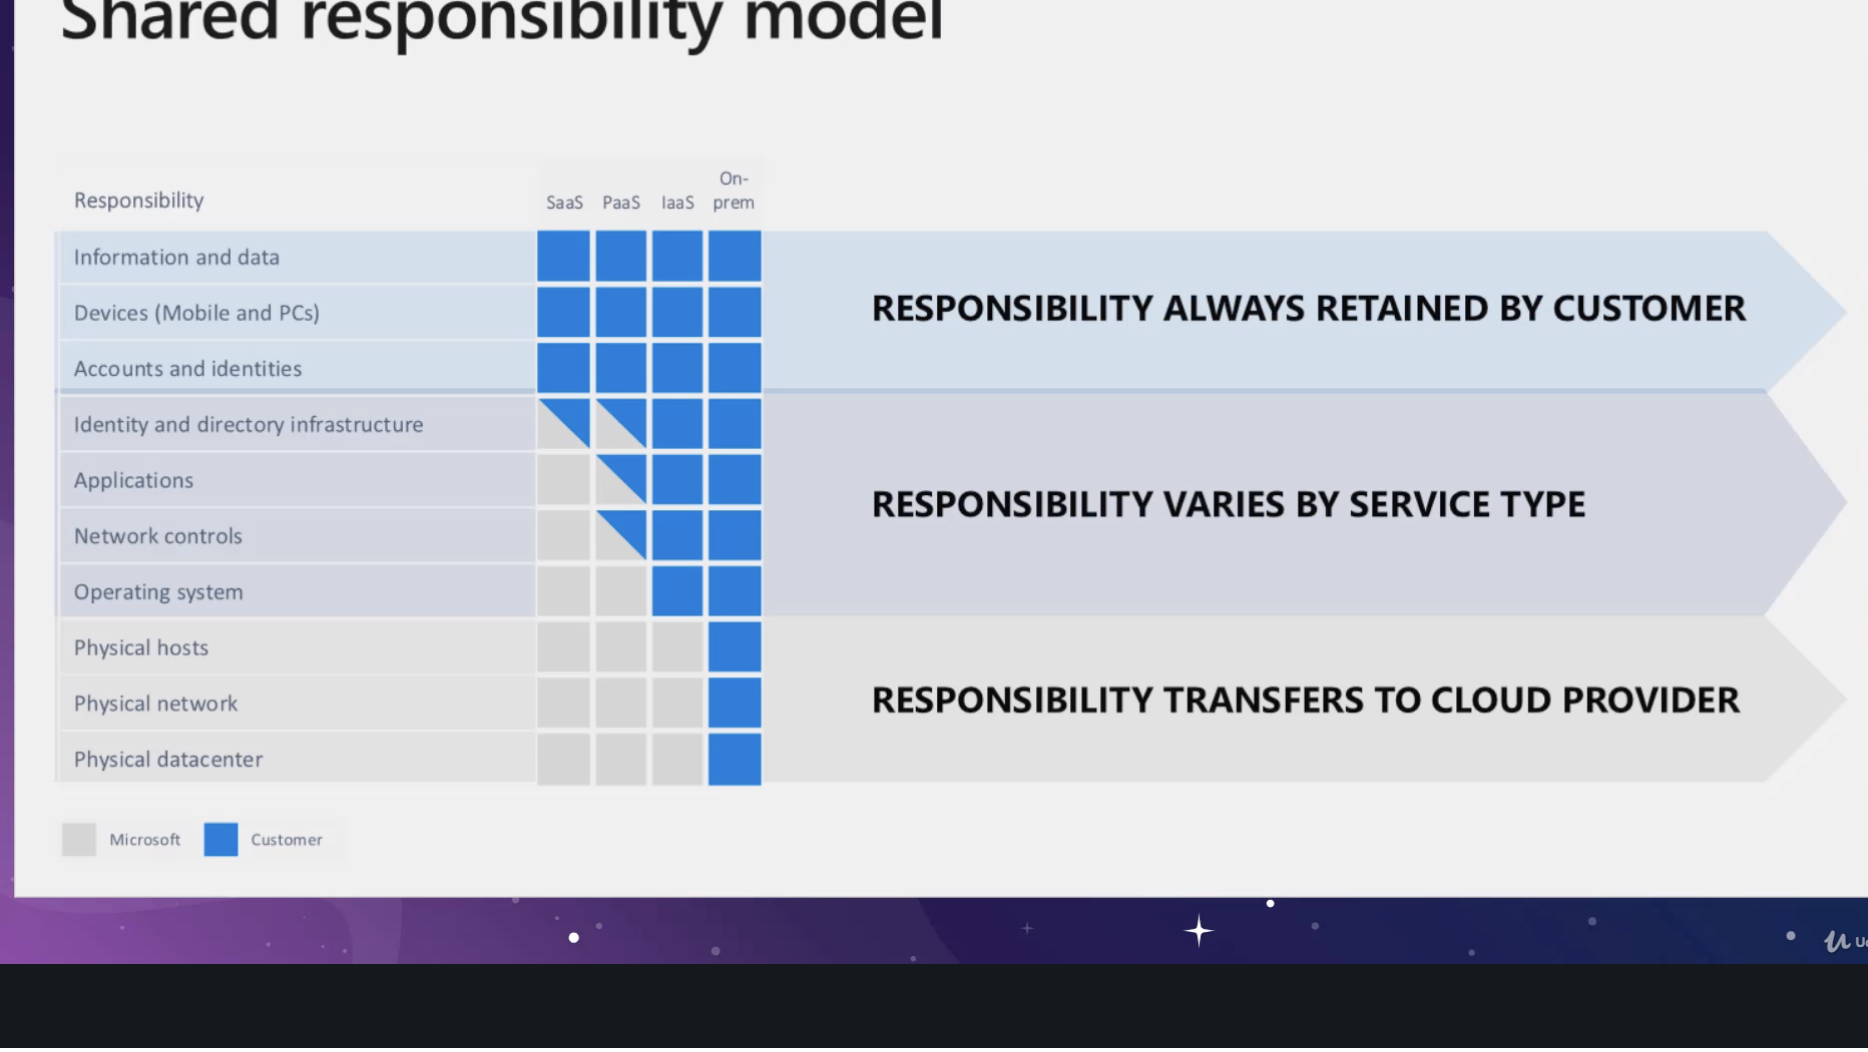 Shared responsibility model
Responsibility
SaaS PaaS IaaS On-
prem
Information and data
Devices (Mobile and PCs)
Accounts and identities
RESPONSIBILITY ALWAYS RETAINED BY CUSTOMER
Identity and directory infrastructure
Applications
Network controls
Operating system
RESPONSIBILITY VARIES BY SERVICE TYPE
Physical hosts
Physical network
Physical datacenter
RESPONSIBILITY TRANSFERS TO CLOUD PROVIDER
Microsoft Customer